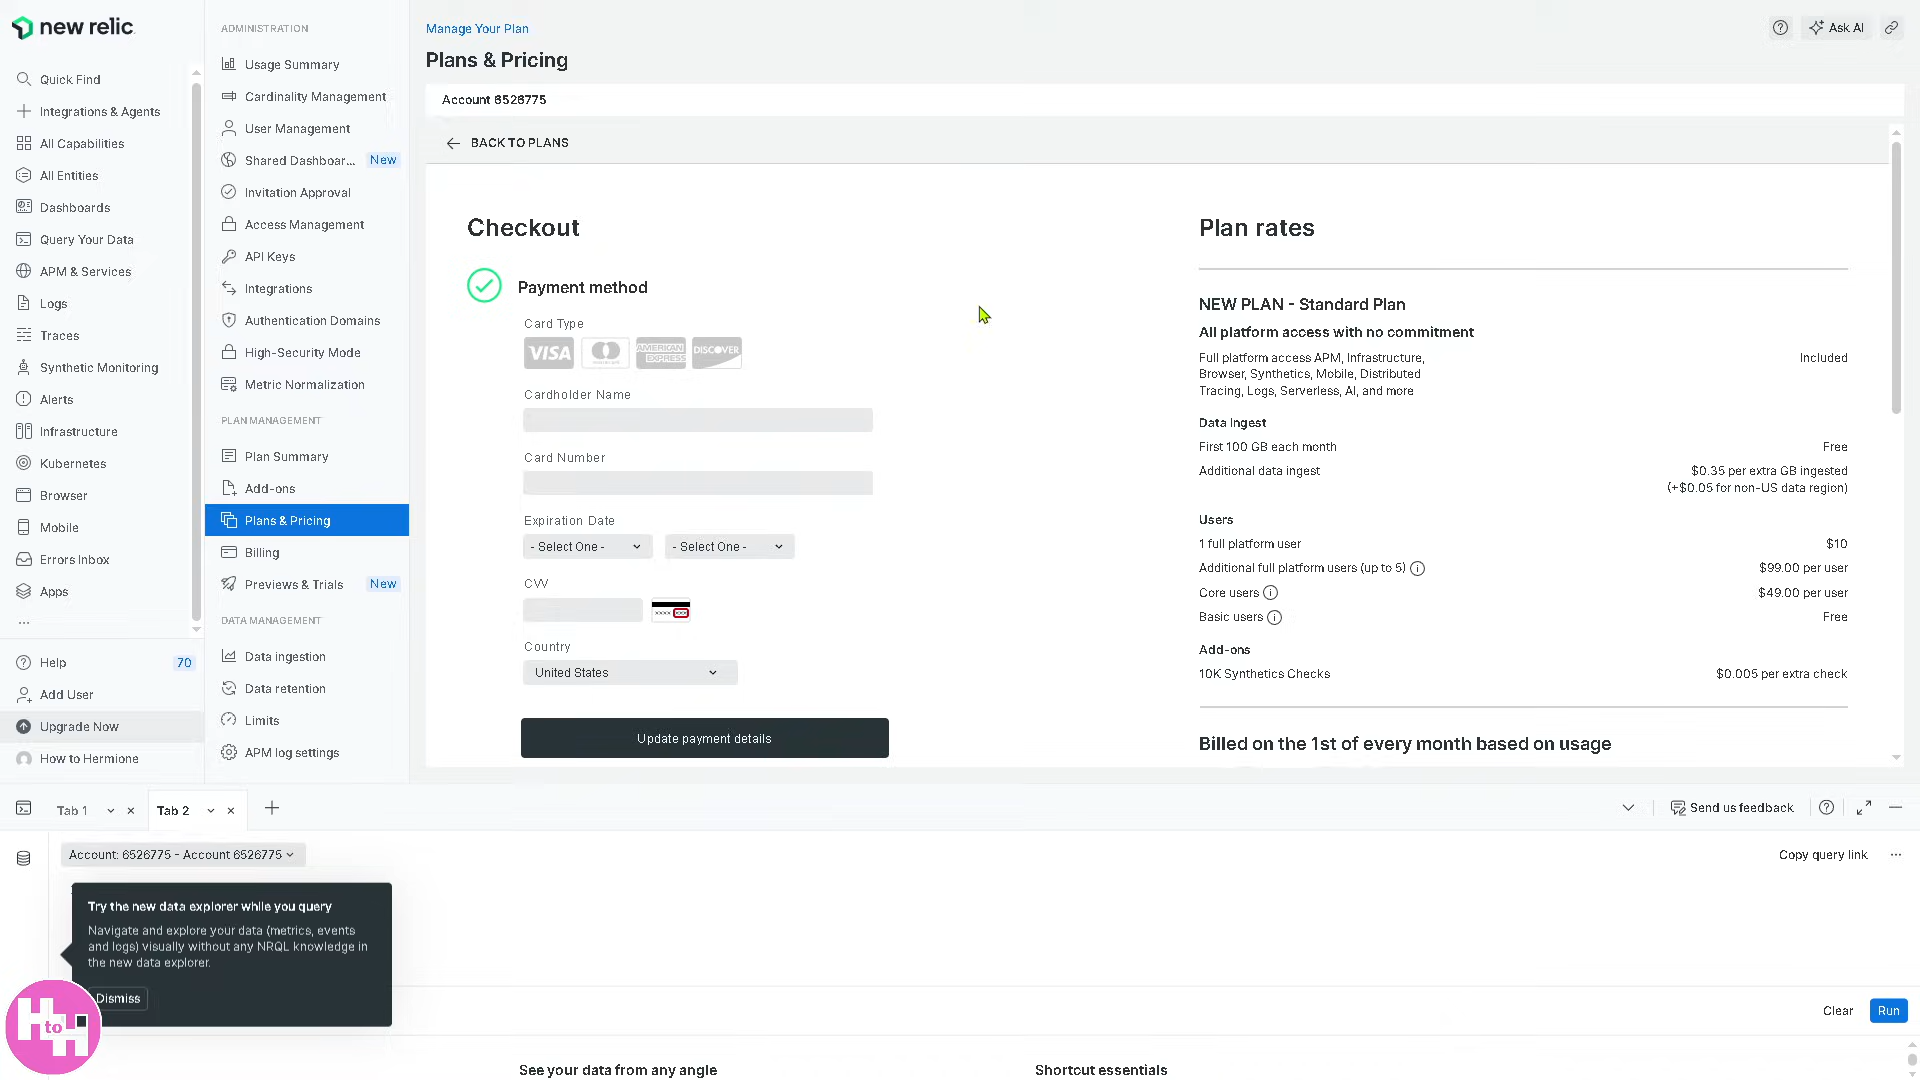 new relic
Quick Find
Integrations & Agents
All Capabilities
All Entities
Dashboards
Query Your Data
APM & Services
Logs
Traces
Synthetic Monitoring
Alerts
Infrastructure
Kubernetes
Browser
Mobile
Errors Inbox
Apps
...
Help 70
Add User
Upgrade Now
How to Hermione
ADMINISTRATION
Usage Summary
Cardinality Management
User Management
Shared Dashboar... New
Invitation Approval
Access Management
API Keys
Integrations
Authentication Domains
High-Security Mode
Metric Normalization
PLAN MANAGEMENT
Plan Summary
Add-ons
Plans & Pricing
Billing
Previews & Trials New
DATA MANAGEMENT
Data ingestion
Data retention
Limits
APM log settings
Manage Your Plan
Plans & Pricing
Ask AI
Account 6526775
BACK TO PLANS
Checkout
Payment method
Card Type
VISA
AMERICAN EXPRESS
DISCOVER
Cardholder Name
Card Number
Expiration Date
- Select One - - Select One -
CVV
Country
United States
Update payment details
Plan rates
NEW PLAN - Standard Plan
All platform access with no commitment
Full platform access APM, Infrastructure, Included
Browser, Synthetics, Mobile, Distributed
Tracing, Logs, Serverless, AI, and more
Data Ingest
First 100 GB each month Free
Additional data ingest $0.35 per extra GB ingested
(+$0.05 for non-US data region)
Users
1 full platform user $10
Additional full platform users (up to 5) $99.00 per user
Core users $49.00 per user
Basic users Free
Add-ons
10K Synthetics Checks $0.005 per extra check
Billed on the 1st of every month based on usage
Tab 1 Tab 2
Send us feedback
Account: 6526775 - Account 6526775
Copy query link
Try the new data explorer while you query
Navigate and explore your data (metrics, events
and logs) visually without any NRQL knowledge in
the new data explorer.
Dismiss
H to H
Clear Run
See your data from any angle Shortcut essentials